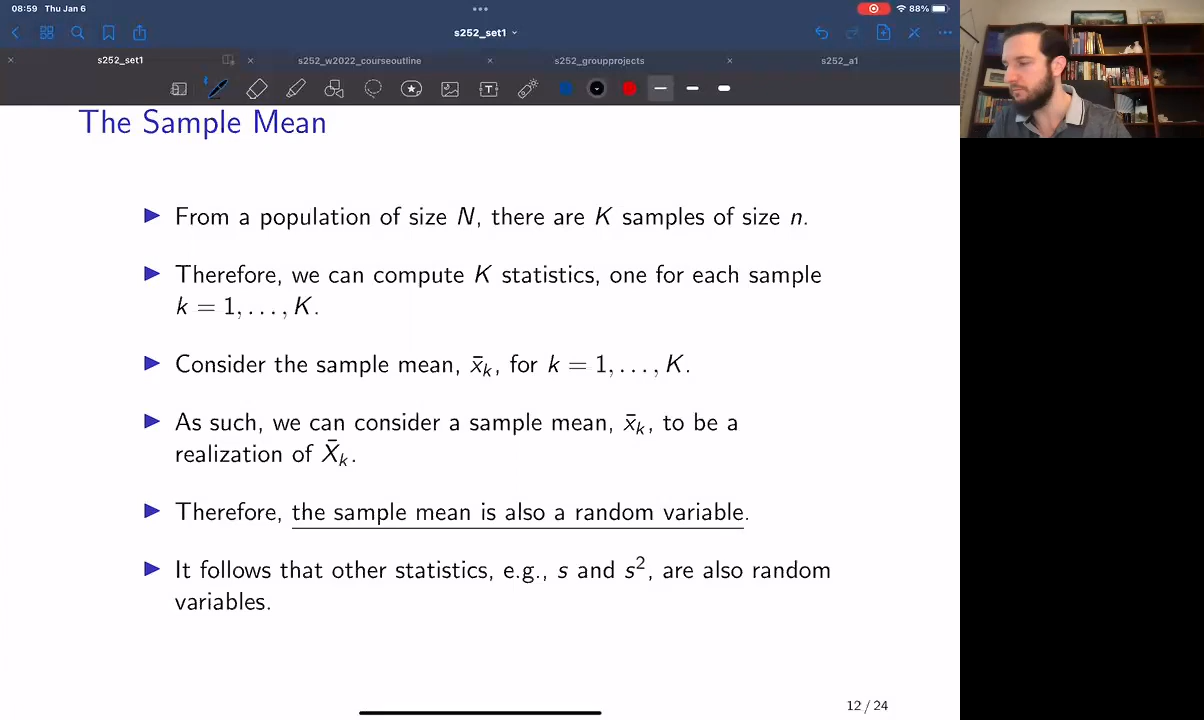 08:59 Thu Jan 6
88%
s252_set1
s252_set1
s252_w2022_courseoutline
s252_groupprojects
s252_a1
The Sample Mean
From a population of size N, there are K samples of size n.
Therefore, we can compute K statistics, one for each sample
k = 1, . . . , K.
Consider the sample mean, x̄ₖ, for k = 1, . . . , K.
As such, we can consider a sample mean, x̄ₖ, to be a
realization of X̄ₖ.
Therefore, the sample mean is also a random variable.
It follows that other statistics, e.g., s and s², are also random
variables.
12 / 24